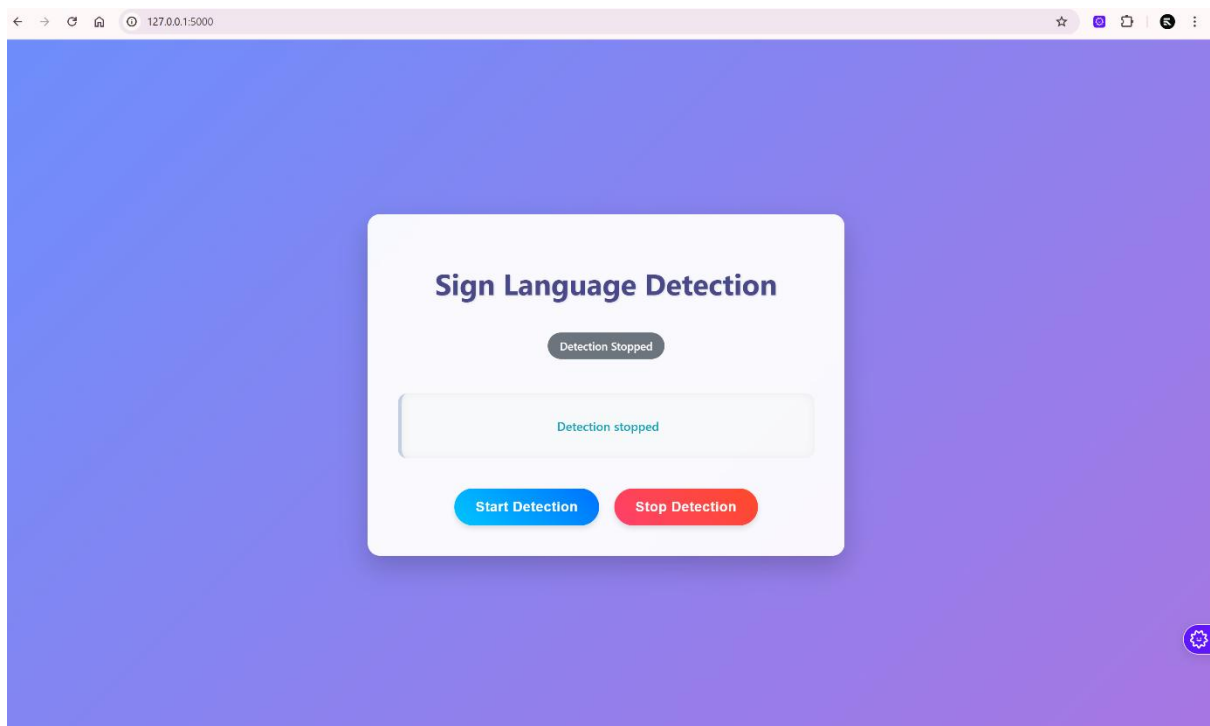 127.0.0.1:5000
Sign Language Detection
Detection Stopped
Detection stopped
Start Detection Stop Detection